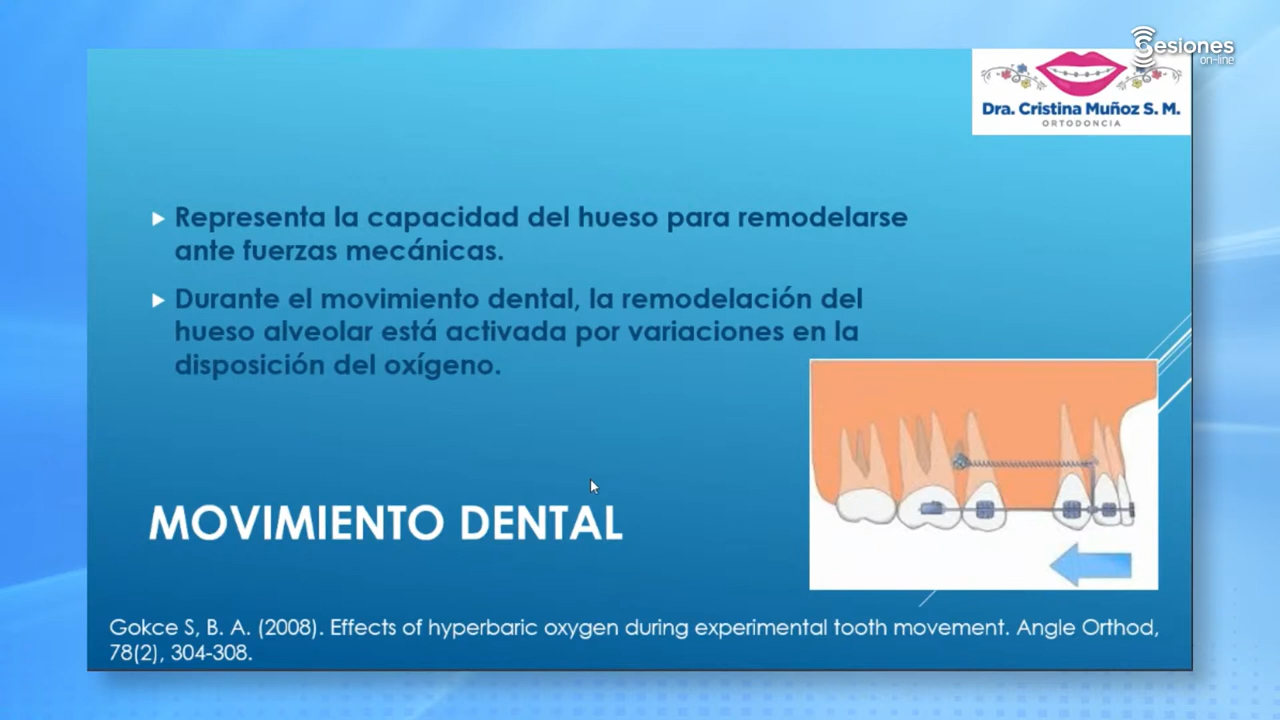 Sesiones
on-line
Dra. Cristina Muñoz S. M.
ORTODONCIA
Representa la capacidad del hueso para remodelarse
ante fuerzas mecánicas.
Durante el movimiento dental, la remodelación del
hueso alveolar está activada por variaciones en la
disposición del oxígeno.
MOVIMIENTO DENTAL
Gokce S, B. A. (2008). Effects of hyperbaric oxygen during experimental tooth movement. Angle Orthod,
78(2), 304-308.